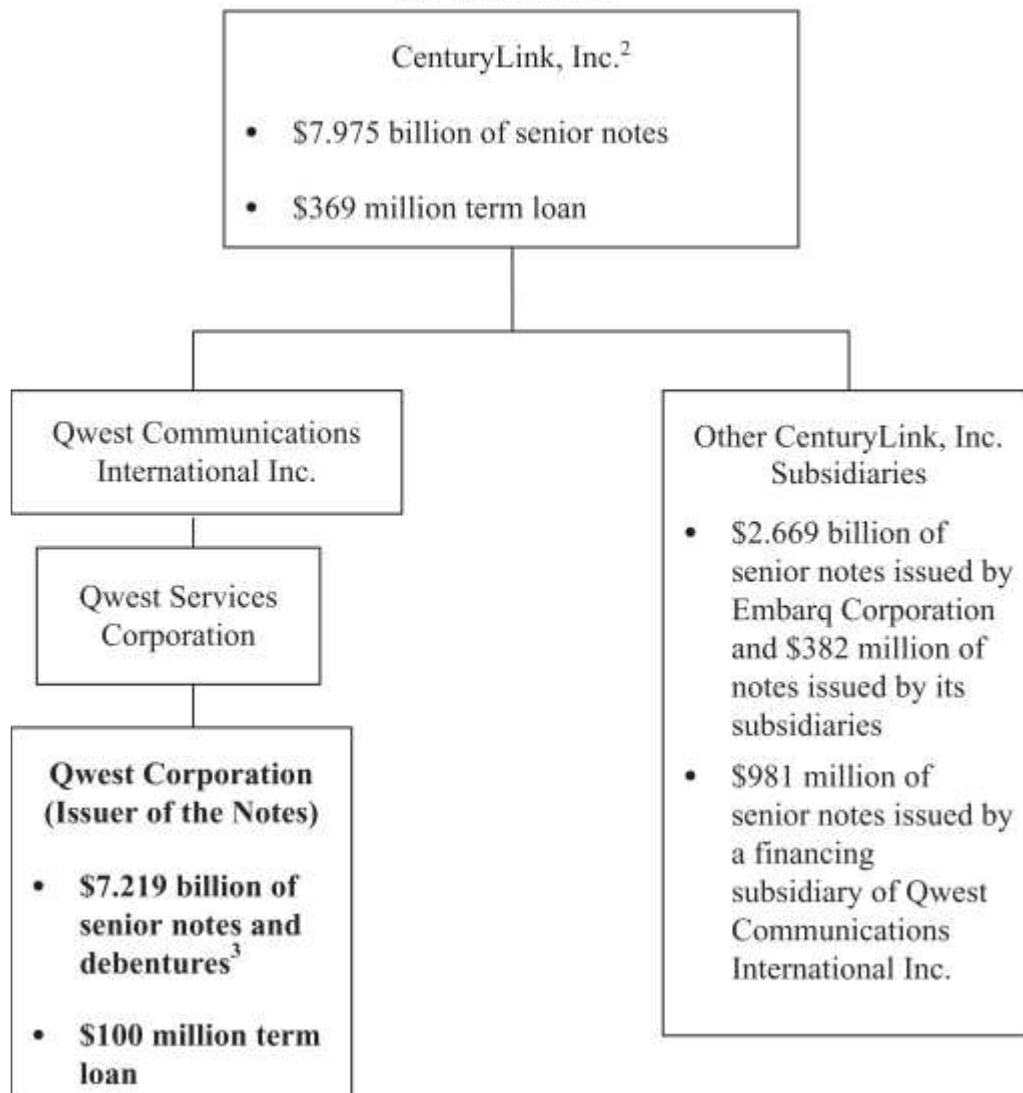 CenturyLink, Inc.²
• $7.975 billion of senior notes
• $369 million term loan
Qwest Communications
International Inc.
Qwest Services
Corporation
Qwest Corporation
(Issuer of the Notes)
• $7.219 billion of
senior notes and
debentures³
• $100 million term
loan
Other CenturyLink, Inc.
Subsidiaries
• $2.669 billion of
senior notes issued by
Embarq Corporation
and $382 million of
notes issued by its
subsidiaries
• $981 million of
senior notes issued by
a financing
subsidiary of Qwest
Communications
International Inc.